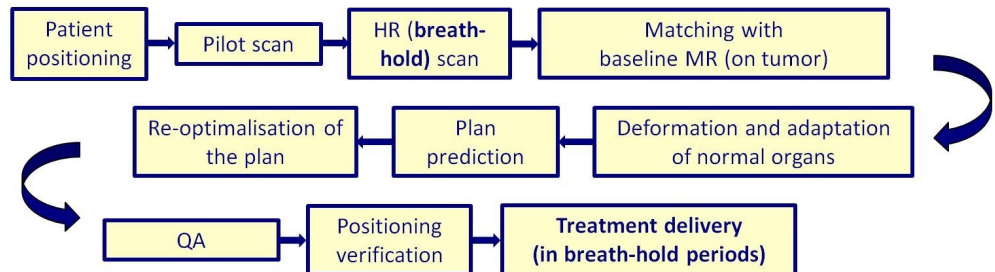 Patient
positioning
Pilot scan
HR (breath-
hold) scan
Matching with
baseline MR (on tumor)
Deformation and adaptation
of normal organs
Plan
prediction
Re-optimalisation of
the plan
QA
Positioning
verification
Treatment delivery
(in breath-hold periods)